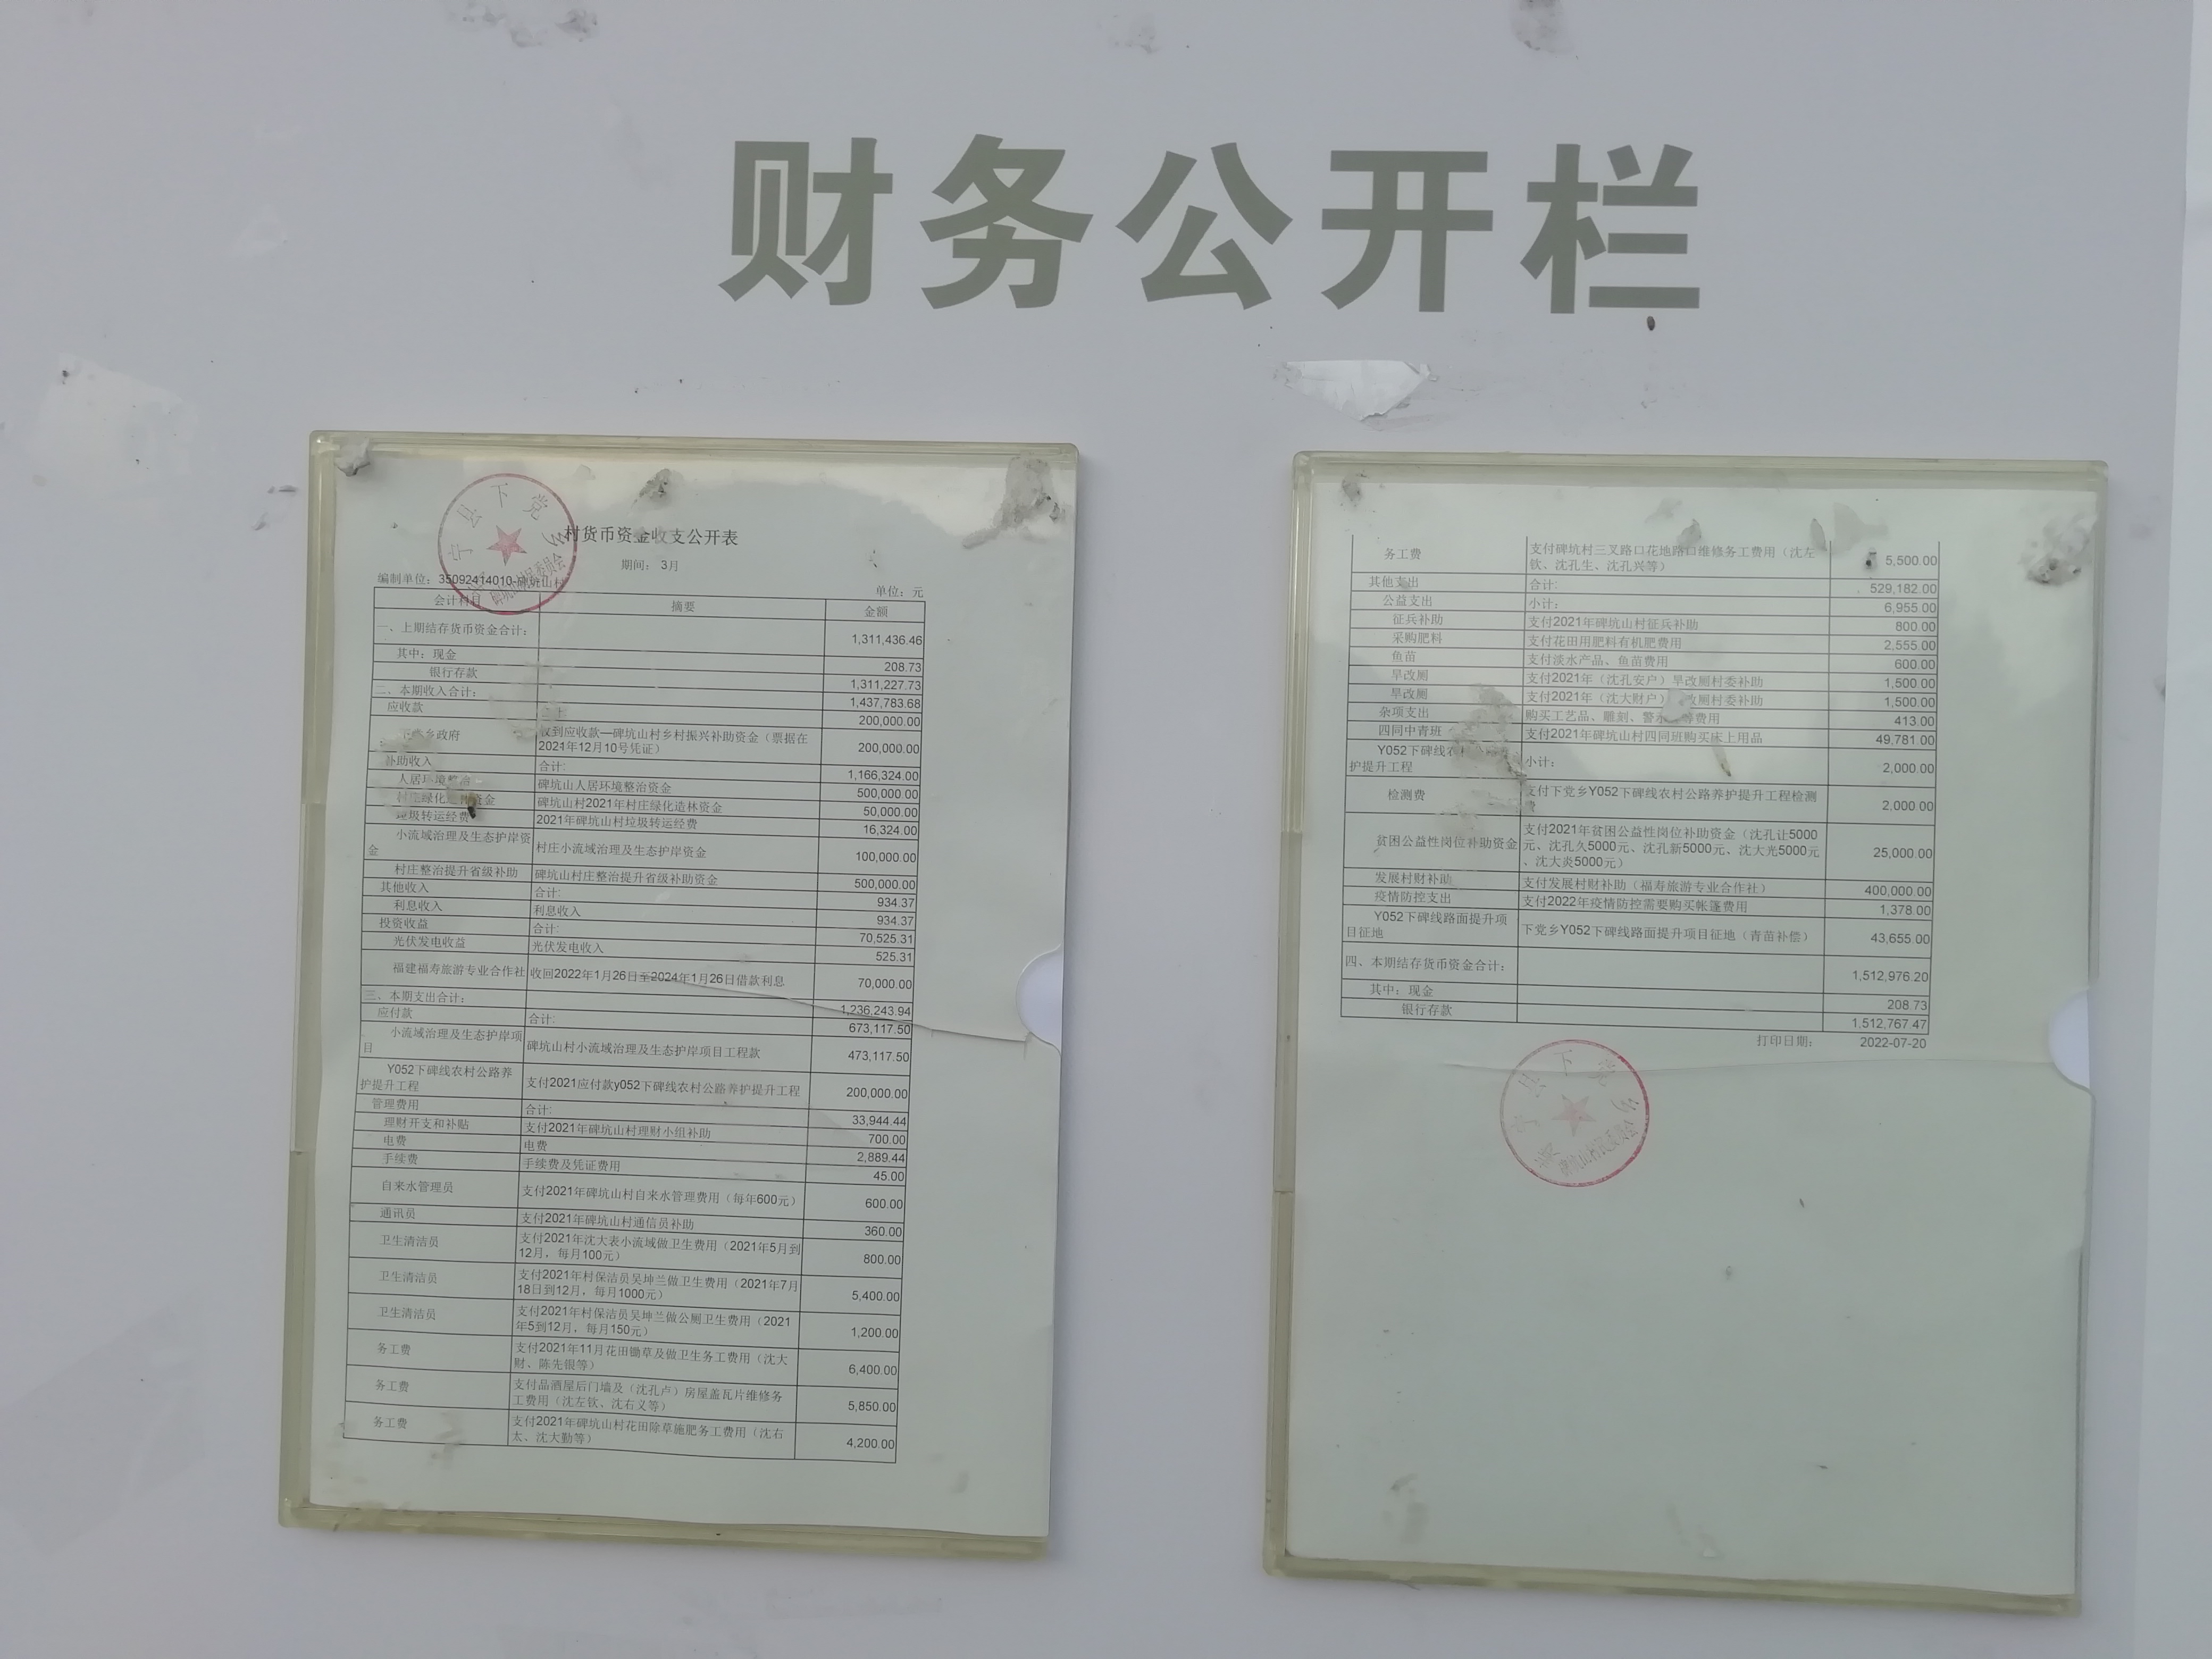 财务公开栏
村货币资金收支公开表
期间： 3月
编制单位：35092414010-碑坑山村
单位：元
会计科目 摘要 金额
一、上期结存货币资金合计： 1,311,436.46
其中：现金 208.73
银行存款 1,311,227.73
二、本期收入合计： 1,437,783.68
应收款 200,000.00
乡政府 收到应收款—碑坑山村乡村振兴补助资金（票据在
2021年12月10号凭证） 200,000.00
补助收入 合计: 1,166,324.00
人居环境整治 碑坑山人居环境整治资金 500,000.00
村庄绿化造林资金 碑坑山村2021年村庄绿化造林资金 50,000.00
垃圾转运经费 2021年碑坑山村垃圾转运经费 16,324.00
小流域治理及生态护岸资
金 村庄小流域治理及生态护岸资金 100,000.00
村庄整治提升省级补助 碑坑山村庄整治提升省级补助资金 500,000.00
其他收入 合计: 934.37
利息收入 利息收入 934.37
投资收益 合计: 70,525.31
光伏发电收益 光伏发电收入 525.31
福建福寿旅游专业合作社 收回2022年1月26日至2024年1月26日借款利息 70,000.00
三、本期支出合计： 1,236,243.94
应付款 合计: 673,117.50
小流域治理及生态护岸项
目 碑坑山村小流域治理及生态护岸项目工程款 473,117.50
Y052下碑线农村公路养
护提升工程 支付2021应付款y052下碑线农村公路养护提升工程 200,000.00
管理费用 合计: 33,944.44
理财开支和补贴 支付2021年碑坑山村理财小组补助 700.00
电费 电费 2,889.44
手续费 手续费及凭证费用 45.00
自来水管理员 支付2021年碑坑山村自来水管理费用（每年600元） 600.00
通讯员 支付2021年碑坑山村通信员补助 360.00
卫生清洁员 支付2021年沈大表小流域做卫生费用（2021年5月到
12月，每月100元） 800.00
卫生清洁员 支付2021年村保洁员吴坤兰做卫生费用（2021年7月
18日到12月，每月1000元） 5,400.00
卫生清洁员 支付2021年村保洁员吴坤兰做公厕卫生费用（2021
年5到12月，每月150元） 1,200.00
务工费 支付2021年11月花田锄草及做卫生务工费用（沈大
财、陈先银等） 6,400.00
务工费 支付品酒屋后门墙及（沈孔卢）房屋盖瓦片维修务
工费用（沈左钦、沈右义等） 5,850.00
务工费 支付2021年碑坑山村花田除草施肥务工费用（沈右
太、沈大勤等） 4,200.00
务工费 支付碑坑村三叉路口花地路口维修务工费用（沈左
钦、沈孔生、沈孔兴等） 5,500.00
其他支出 合计: 529,182.00
公益支出 小计： 6,955.00
征兵补助 支付2021年碑坑山村征兵补助 800.00
采购肥料 支付花田用肥料有机肥费用 2,555.00
鱼苗 支付淡水产品、鱼苗费用 600.00
旱改厕 支付2021年（沈孔安户）旱改厕村委补助 1,500.00
旱改厕 支付2021年（沈大财户）改厕村委补助 1,500.00
杂项支出 购买工艺品、雕刻、警示等费用 413.00
四同中青班 支付2021年碑坑山村四同班购买床上用品 49,781.00
Y052下碑线农村
护提升工程 小计： 2,000.00
检测费 支付下党乡Y052下碑线农村公路养护提升工程检测
费 2,000.00
贫困公益性岗位补助资金 支付2021年贫困公益性岗位补助资金（沈孔让5000
元、沈孔久5000元、沈孔新5000元、沈大光5000元
、沈大炎5000元） 25,000.00
发展村财补助 支付发展村财补助（福寿旅游专业合作社） 400,000.00
疫情防控支出 支付2022年疫情防控需要购买帐篷费用 1,378.00
Y052下碑线路面提升项
目征地 下党乡Y052下碑线路面提升项目征地（青苗补偿） 43,655.00
四、本期结存货币资金合计： 1,512,976.20
其中：现金 208.73
银行存款 1,512,767.47
打印日期： 2022-07-20
寿宁县下党乡
碑坑山村民委员会